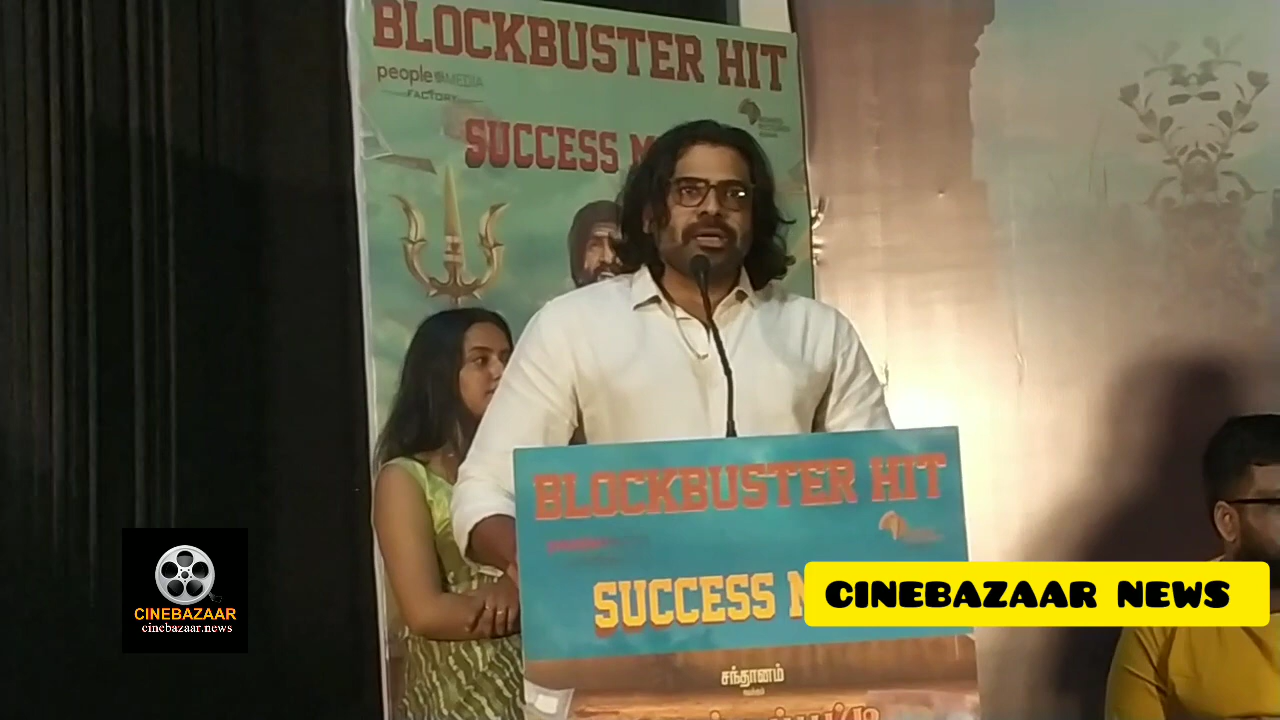 BLOCKBUSTER HIT
people MEDIA
FACTORY
SUCCESS
BLOCKBUSTER HIT
SUCCESS
சந்தானம்
CINEBAZAAR NEWS
CINEBAZAAR
cinebazaar.news